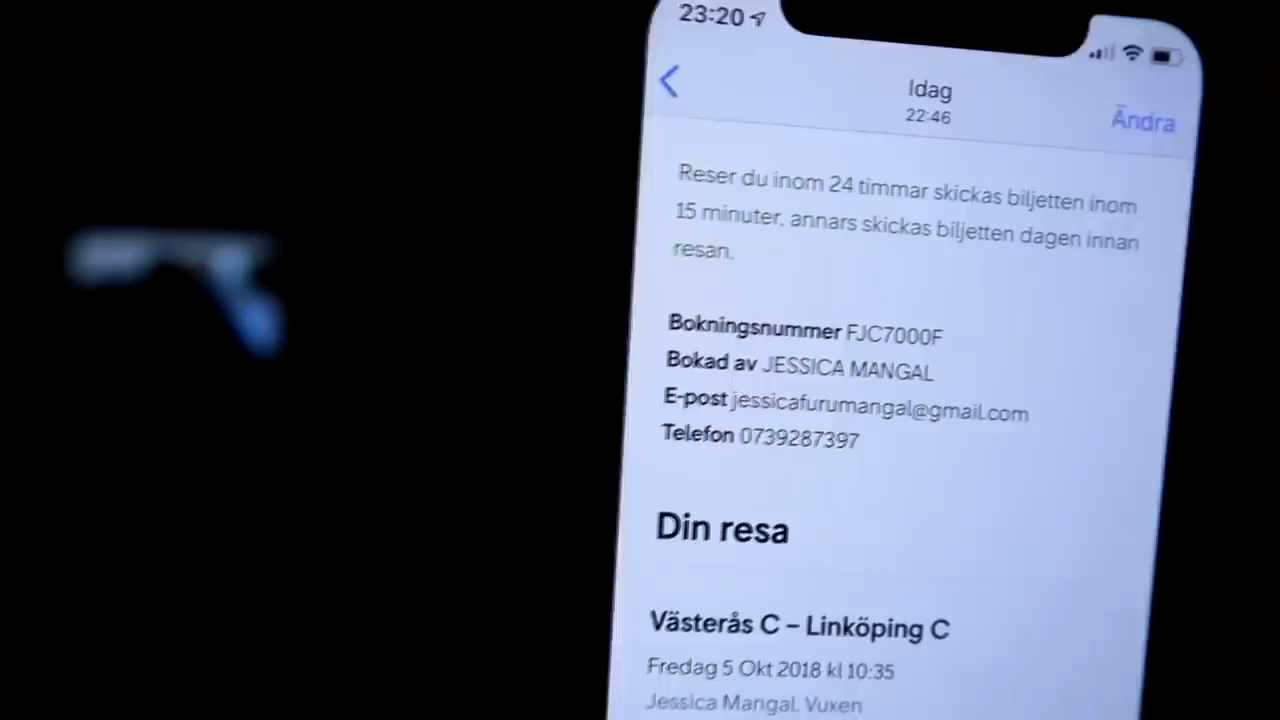 23:20
Idag
22:46
Ändra
Reser du inom 24 timmar skickas biljetten inom
15 minuter, annars skickas biljetten dagen innan
resan.
Bokningsnummer FJC7000F
Bokad av JESSICA MANGAL
E-post jessicafurumangal@gmail.com
Telefon 0739287397
Din resa
Västerås C – Linköping C
Fredag 5 Okt 2018 kl 10:35
Jessica Mangal, Vuxen